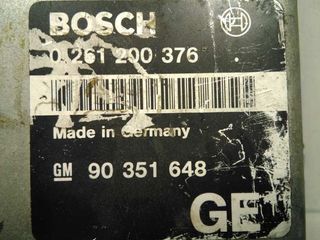 BOSCH
0 261 200 376
Made in Germany
GM 90 351 648
GE